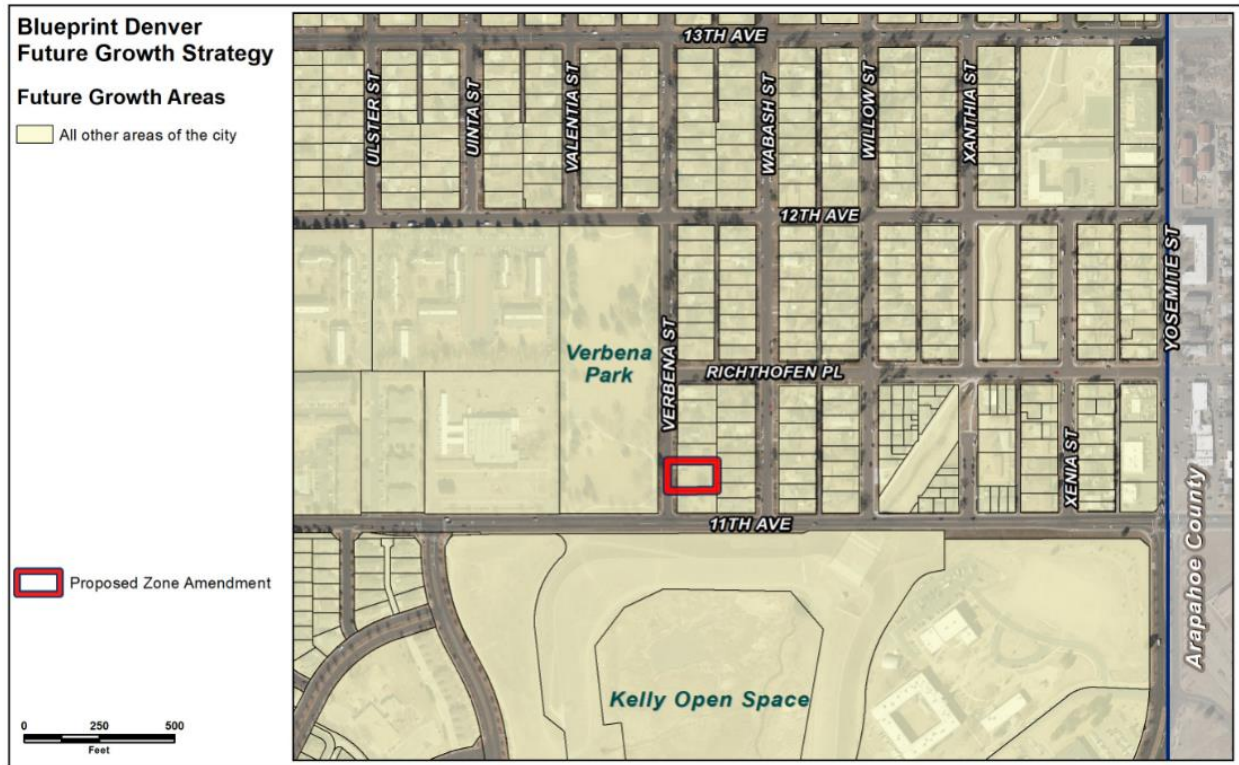 Blueprint Denver
Future Growth Strategy
Future Growth Areas
All other areas of the city
Proposed Zone Amendment
0 250 500
Feet
13TH AVE
ULSTER ST
UINTA ST
VALENTIA ST
WABASH ST
WILLOW ST
XANTHIA ST
12TH AVE
YOSEMITE ST
Verbena
Park
VERBENA ST
RICHTHOFEN PL
XENIA ST
11TH AVE
Arapahoe County
Kelly Open Space